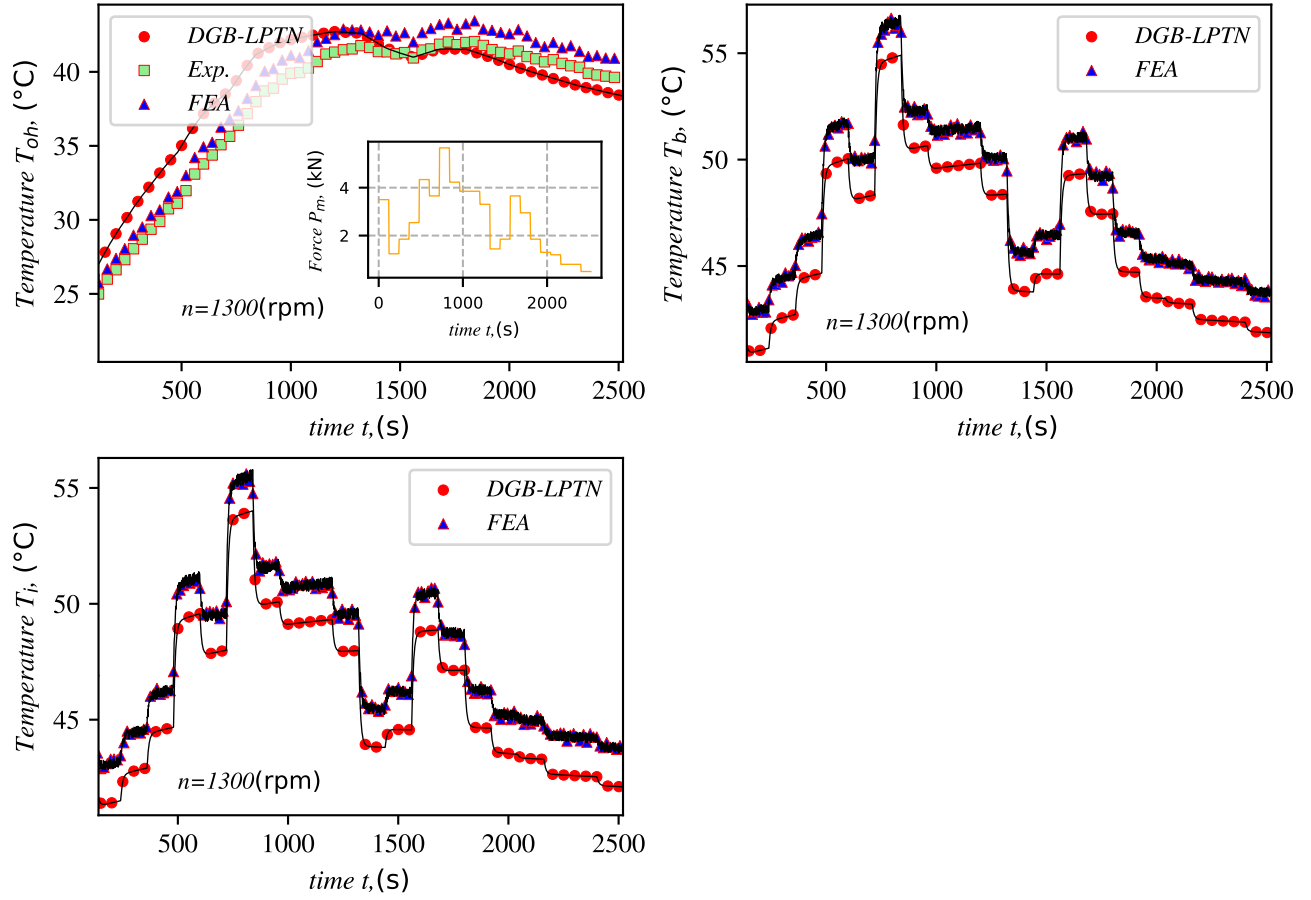 Temperature T_oh, (°C)
40
35
30
25
DGB-LPTN
Exp.
FEA
Force P_rn, (kN)
4
2
0
1000
2000
time t,(s)
n=1300(rpm)
500
1000
1500
2000
2500
time t,(s)
Temperature T_b, (°C)
55
50
45
DGB-LPTN
FEA
n=1300(rpm)
500
1000
1500
2000
2500
time t,(s)
Temperature T_i, (°C)
55
50
45
DGB-LPTN
FEA
n=1300(rpm)
500
1000
1500
2000
2500
time t,(s)